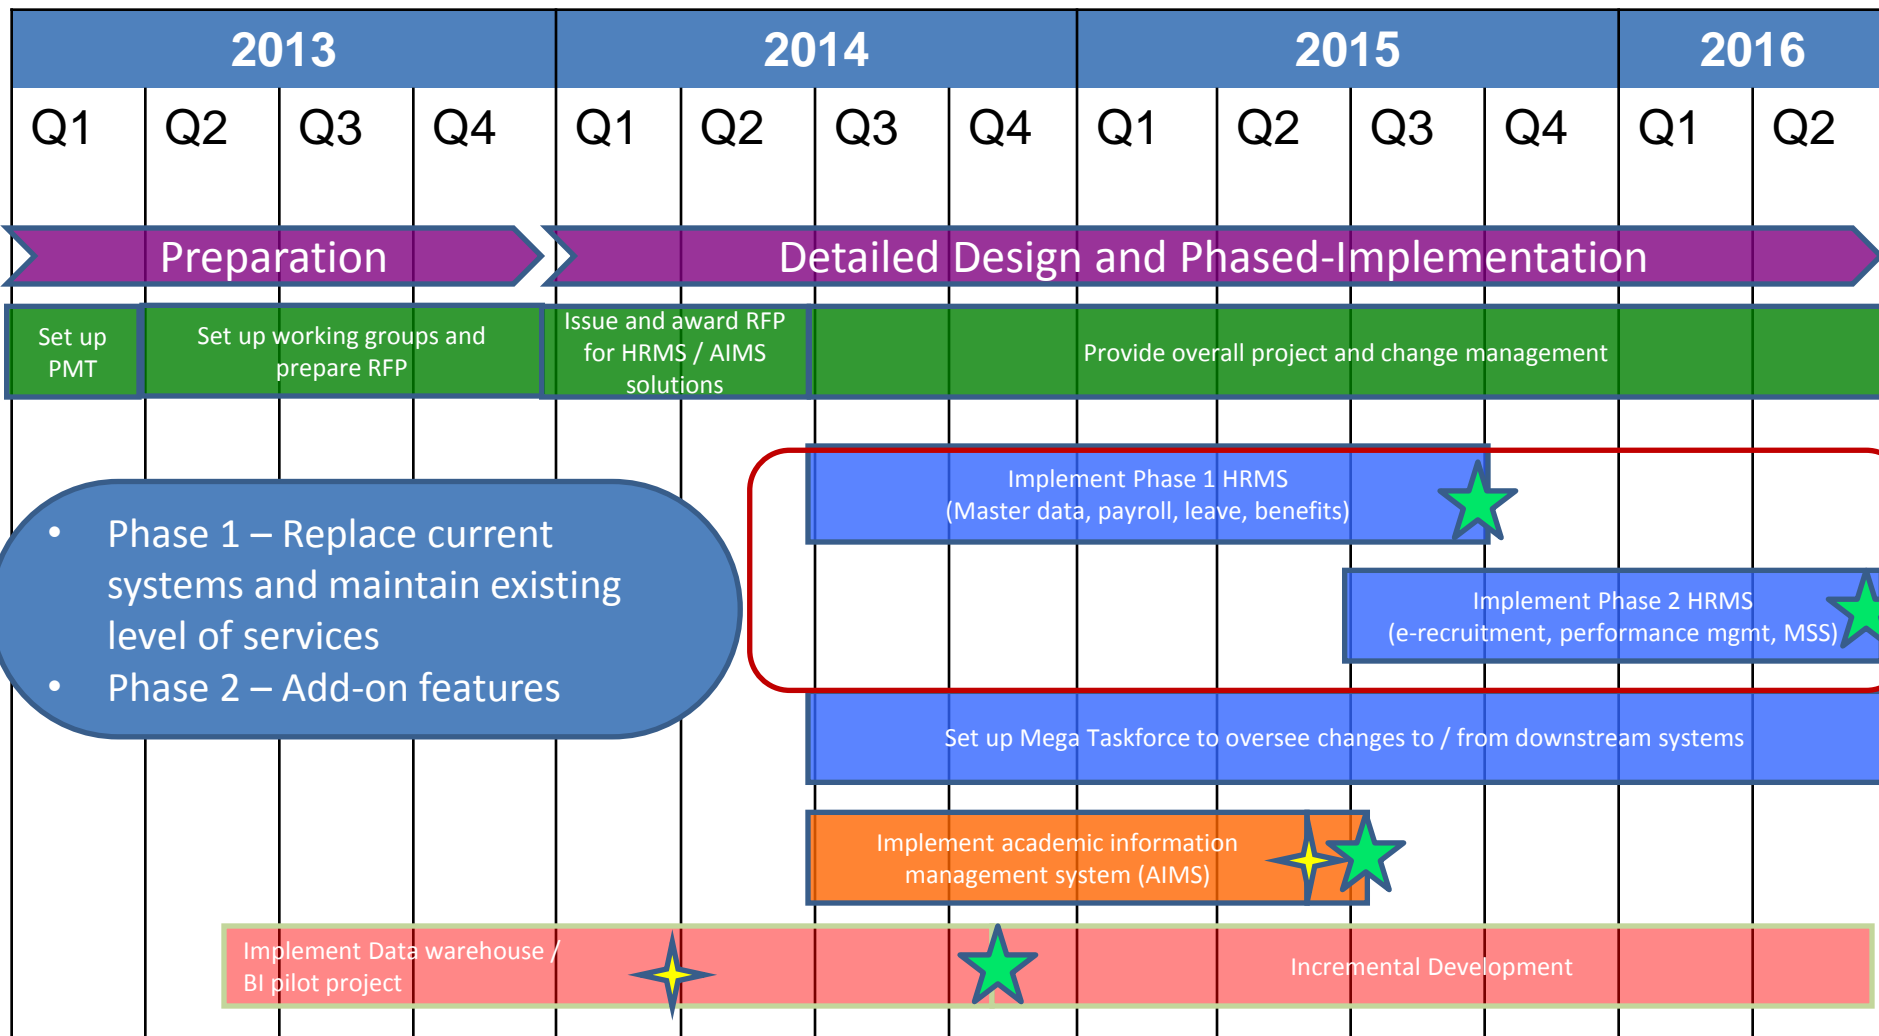 2013 2014 2015 2016
Q1 Q2 Q3 Q4 Q1 Q2 Q3 Q4 Q1 Q2 Q3 Q4 Q1 Q2
Preparation
Detailed Design and Phased-Implementation
Set up
PMT
Set up working groups and
prepare RFP
Issue and award RFP
for HRMS / AIMS
solutions
Provide overall project and change management
Implement Phase 1 HRMS
(Master data, payroll, leave, benefits)
• Phase 1 – Replace current
systems and maintain existing
level of services
• Phase 2 – Add-on features
Implement Phase 2 HRMS
(e-recruitment, performance mgmt, MSS)
Set up Mega Taskforce to oversee changes to / from downstream systems
Implement academic information
management system (AIMS)
Implement Data warehouse /
BI pilot project
Incremental Development